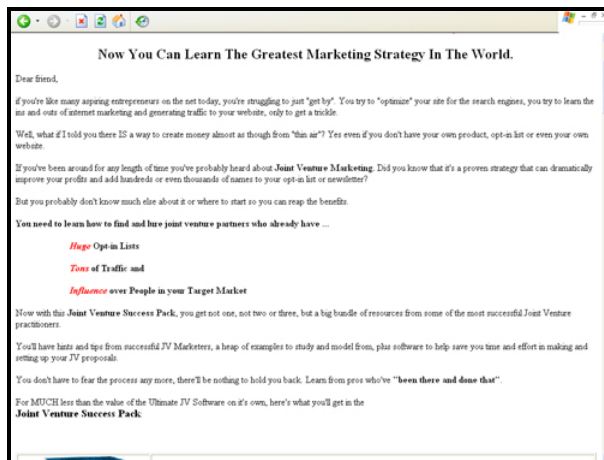 Now You Can Learn The Greatest Marketing Strategy In The World.
Dear friend,
if you're like many aspiring entrepreneurs on the net today, you're struggling to just "get by". You try to "optimize" your site for the search engines, you try to learn the
ins and outs of internet marketing and generating traffic to your website, only to get a trickle.
Well, what if I told you there IS a way to create money almost as though from "thin air"? Yes even if you don't have your own product, opt-in list or even your own
website.
If you've been around for any length of time you've probably heard about Joint Venture Marketing. Did you know that it's a proven strategy that can dramatically
improve your profits and add hundreds or even thousands of names to your opt-in list or newsletter?
But you probably don't know much else about it or where to start so you can reap the benefits.
You need to learn how to find and lure joint venture partners who already have ...
Huge Opt-in Lists
Tons of Traffic and
Influence over People in your Target Market
Now with this Joint Venture Success Pack, you get not one, not two or three, but a big bundle of resources from some of the most successful Joint Venture
practitioners.
You'll have hints and tips from successful JV Marketers, a heap of examples to study and model from, plus software to help save you time and effort in making and
setting up your JV proposals.
You don't have to fear the process any more, there'll be nothing to hold you back. Learn from pros who've "been there and done that".
For MUCH less than the value of the Ultimate JV Software on it's own, here's what you'll get in the
Joint Venture Success Pack: